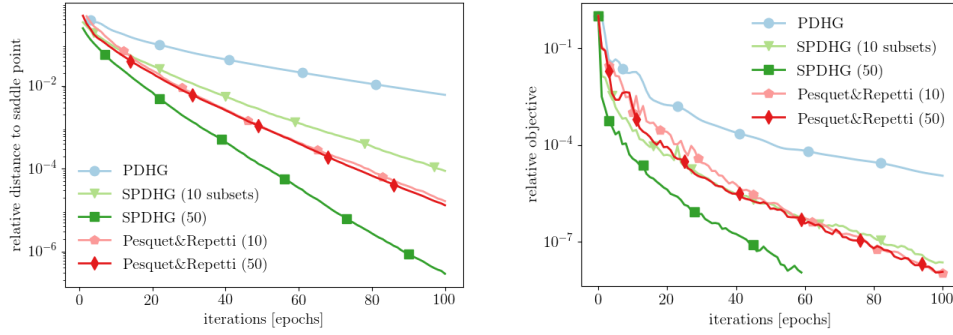 relative distance to saddle point
10⁻²
10⁻⁴
10⁻⁶
PDHG
SPDHG (10 subsets)
SPDHG (50)
Pesquet&Repetti (10)
Pesquet&Repetti (50)
0 20 40 60 80 100
iterations [epochs]
relative objective
10⁻¹
10⁻⁴
10⁻⁷
PDHG
SPDHG (10 subsets)
SPDHG (50)
Pesquet&Repetti (10)
Pesquet&Repetti (50)
0 20 40 60 80 100
iterations [epochs]